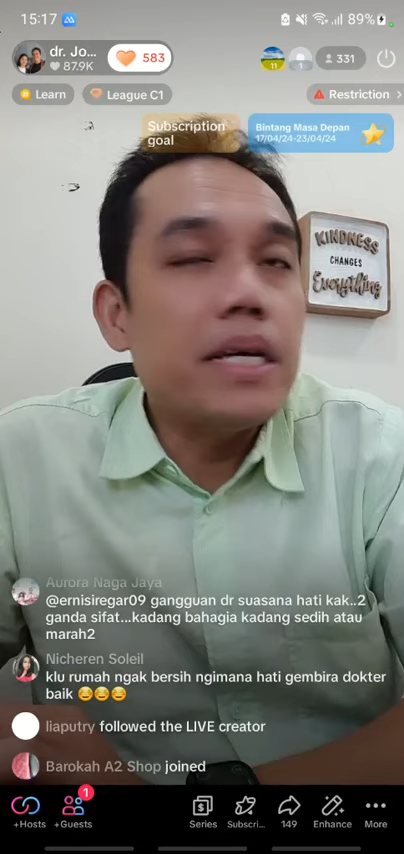 15:17
89%
dr. Jo...
87.9K
583
11
1
331
Learn
League C1
Restriction
Subscription
goal
Bintang Masa Depan
17/04/24-23/04/24
KINDNESS
CHANGES
Everything
Aurora Naga Jaya
@ernisiregar09 gangguan dr suasana hati kak..2
ganda sifat...kadang bahagia kadang sedih atau
marah2
Nicheren Soleil
klu rumah ngak bersih ngimana hati gembira dokter
baik 😂😂😂
liaputry followed the LIVE creator
Barokah A2 Shop joined
1
+Hosts
+Guests
Series
Subscri...
149
Enhance
More